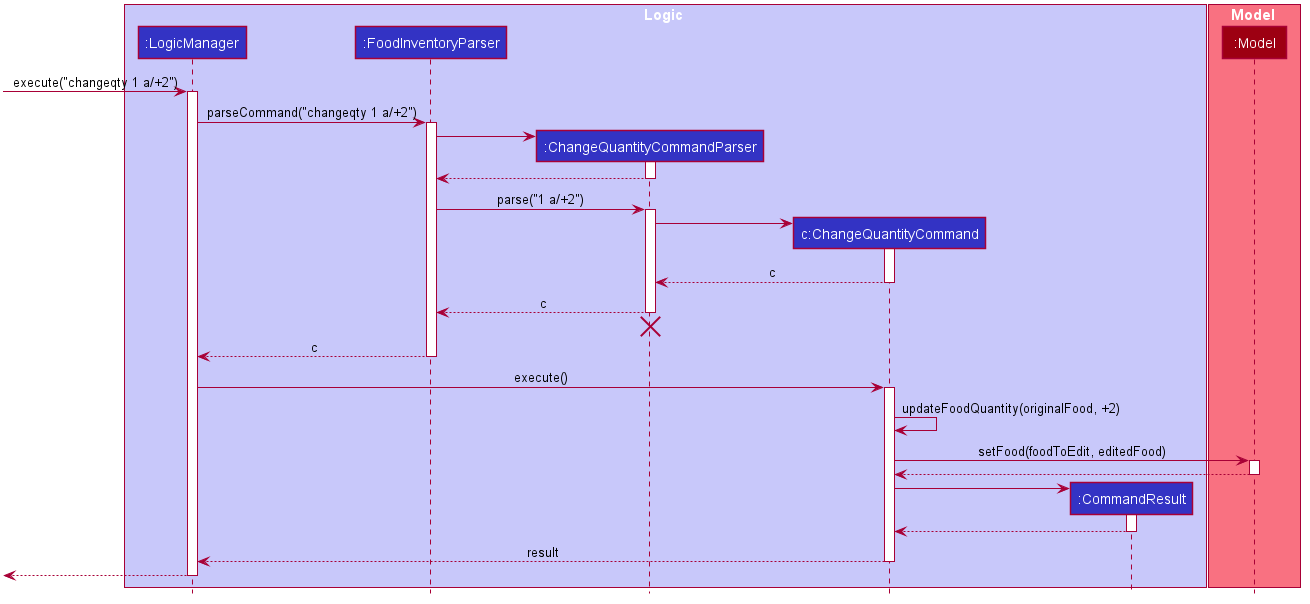 Logic
Model
:LogicManager
:FoodInventoryParser
:Model
execute("changeqty 1 a/+2")
parseCommand("changeqty 1 a/+2")
:ChangeQuantityCommandParser
parse("1 a/+2")
c:ChangeQuantityCommand
c
c
c
execute()
updateFoodQuantity(originalFood, +2)
setFood(foodToEdit, editedFood)
:CommandResult
result